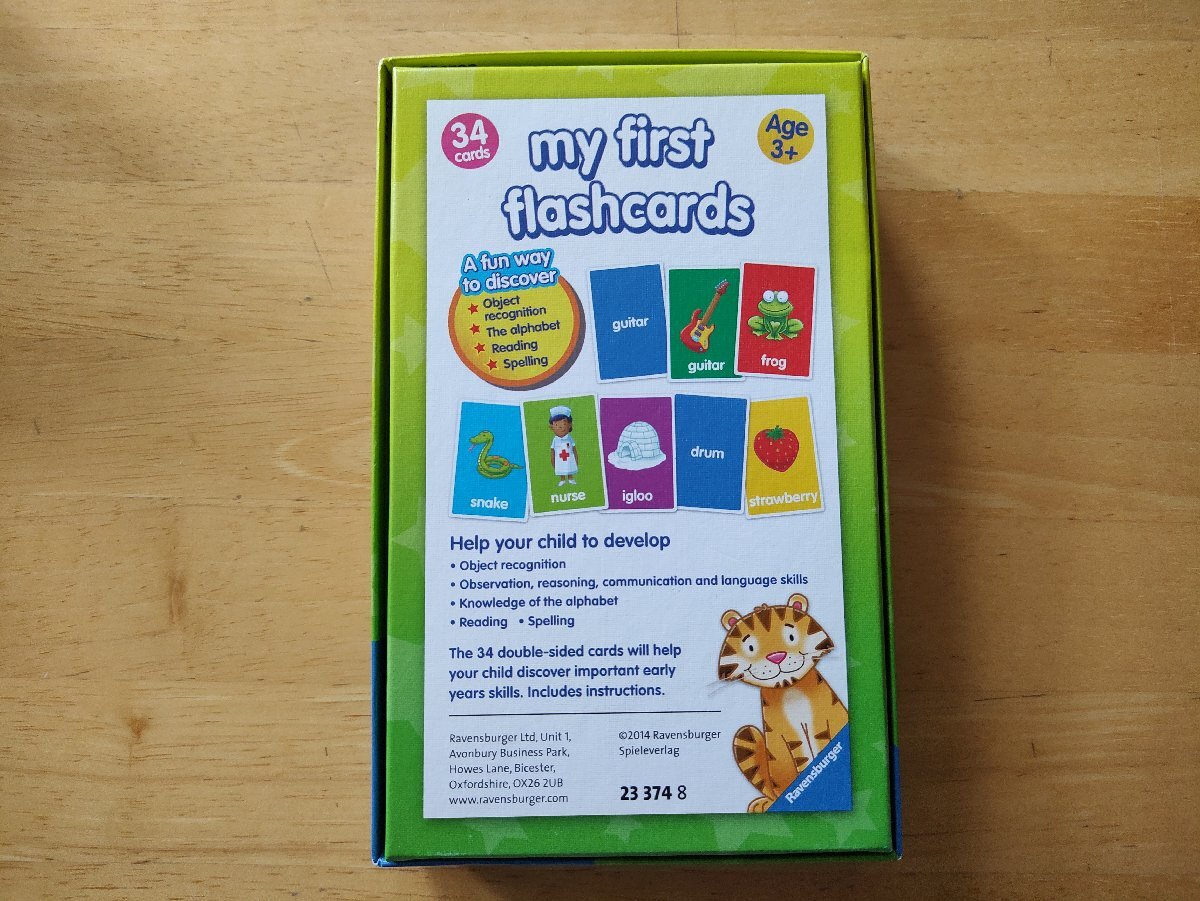 34
cards
my first
flashcards
Age
3+
A fun way
to discover
Object
recognition
The alphabet
Reading
Spelling
guitar
guitar
frog
snake
nurse
igloo
drum
strawberry
Help your child to develop
• Object recognition
• Observation, reasoning, communication and language skills
• Knowledge of the alphabet
• Reading • Spelling
The 34 double-sided cards will help
your child discover important early
years skills. Includes instructions.
Ravensburger Ltd, Unit 1,
Avonbury Business Park,
Howes Lane, Bicester,
Oxfordshire, OX26 2UB
www.ravensburger.com
©2014 Ravensburger
Spieleverlag
23 374 8
Ravensburger